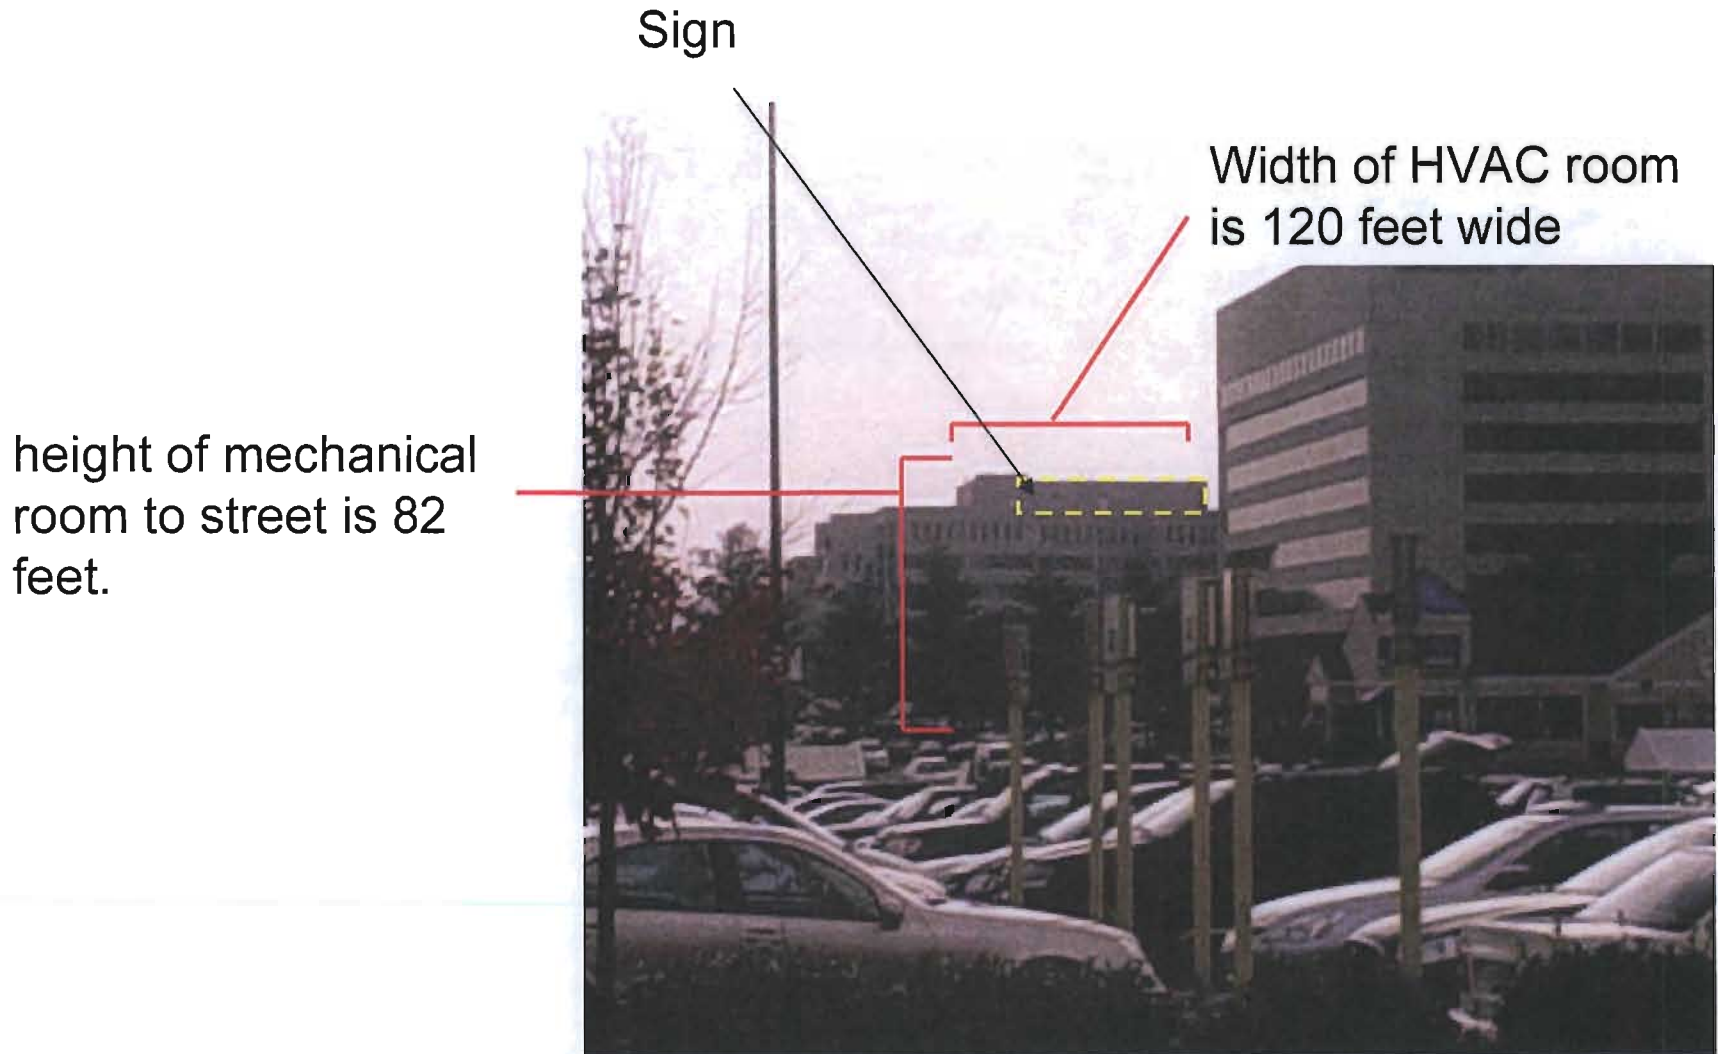 Sign
Width of HVAC room
is 120 feet wide
height of mechanical
room to street is 82
feet.